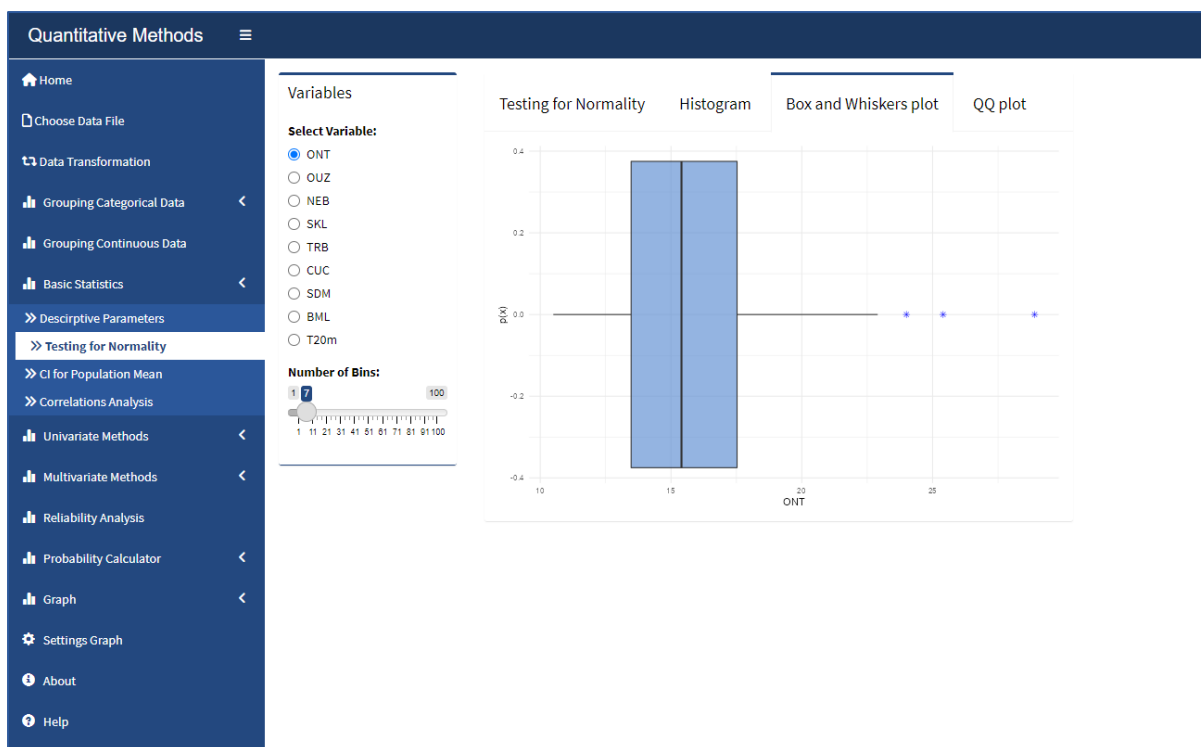 Quantitative Methods
Home
Choose Data File
Data Transformation
Grouping Categorical Data
Grouping Continuous Data
Basic Statistics
Descirptive Parameters
Testing for Normality
CI for Population Mean
Correlations Analysis
Univariate Methods
Multivariate Methods
Reliability Analysis
Probability Calculator
Graph
Settings Graph
About
Help
Variables
Select Variable:
ONT
OUZ
NEB
SKL
TRB
CUC
SDM
BML
T20m
Number of Bins:
1 7 100
1 11 21 31 41 51 61 71 81 91 100
Testing for Normality Histogram Box and Whiskers plot QQ plot
0.4
0.2
p(x) 0.0
-0.2
-0.4
10 15 20 25
ONT